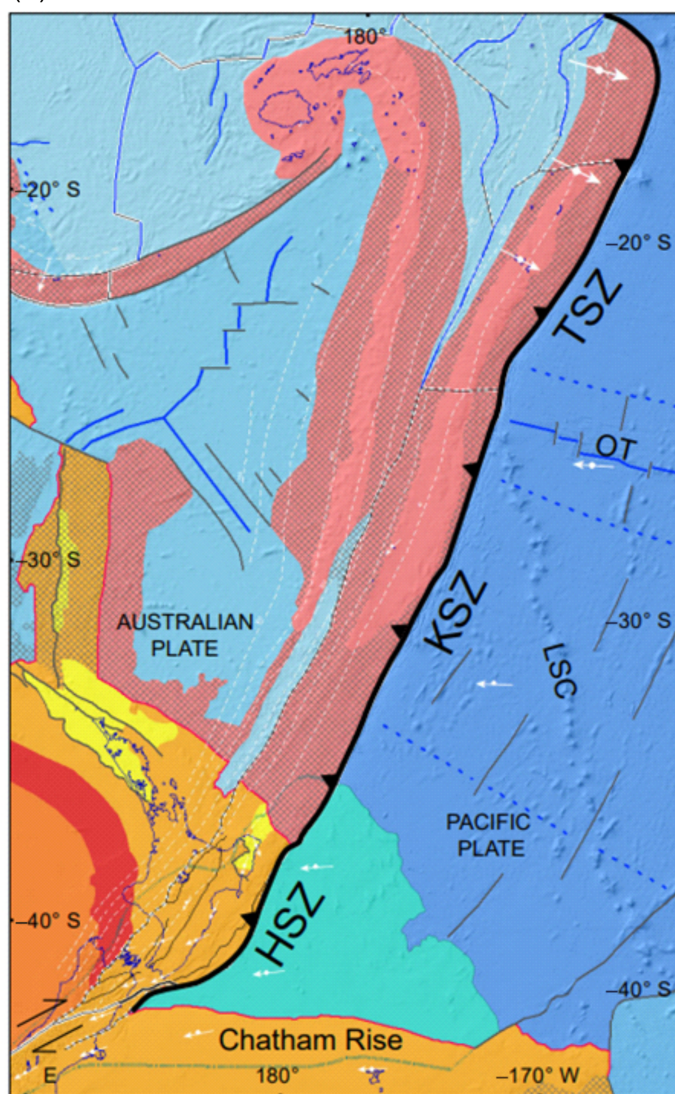 180°
–20° S
–20° S
TSZ
OT
–30° S
–30° S
KSZ
AUSTRALIAN
PLATE
LSC
PACIFIC
PLATE
–40° S
HSZ
–40° S
Chatham Rise
E
180°
–170° W